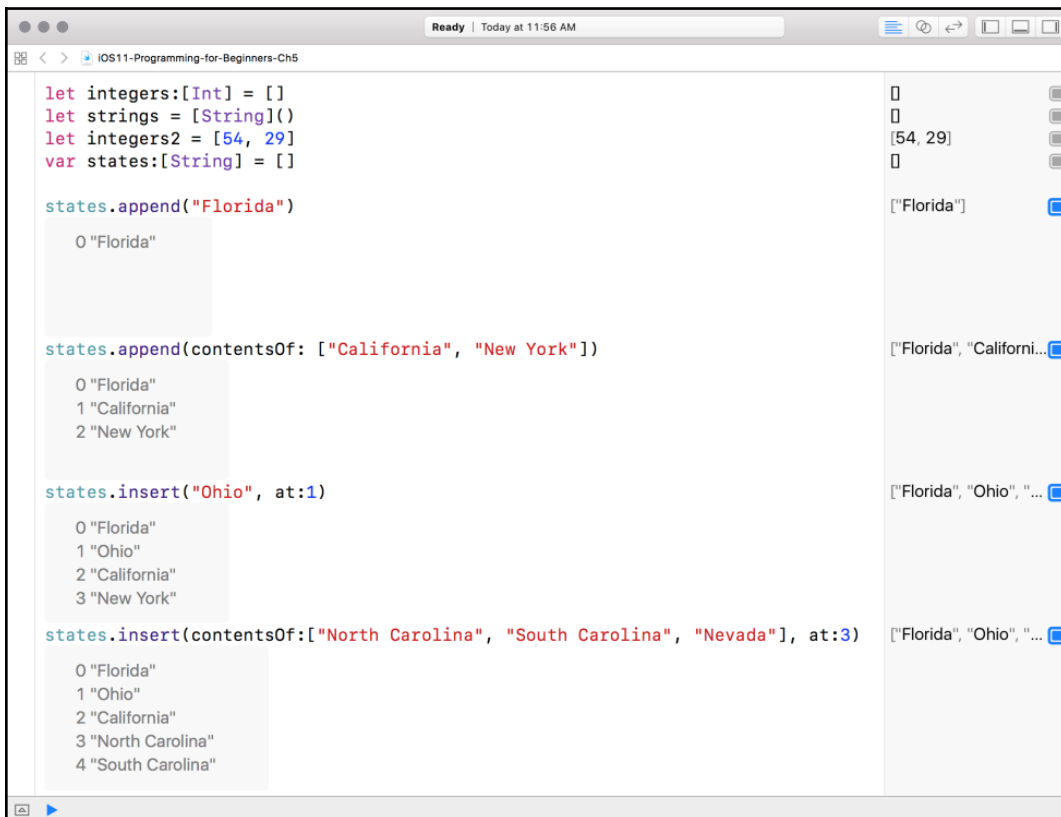 Ready | Today at 11:56 AM
iOS11-Programming-for-Beginners-Ch5
let integers:[Int] = [] []
let strings = [String]() []
let integers2 = [54, 29] [54, 29]
var states:[String] = [] []
states.append("Florida") ["Florida"]
0 "Florida"
states.append(contentsOf: ["California", "New York"]) ["Florida", "Californi...
0 "Florida"
1 "California"
2 "New York"
states.insert("Ohio", at:1) ["Florida", "Ohio", "...
0 "Florida"
1 "Ohio"
2 "California"
3 "New York"
states.insert(contentsOf:["North Carolina", "South Carolina", "Nevada"], at:3) ["Florida", "Ohio", "...
0 "Florida"
1 "Ohio"
2 "California"
3 "North Carolina"
4 "South Carolina"